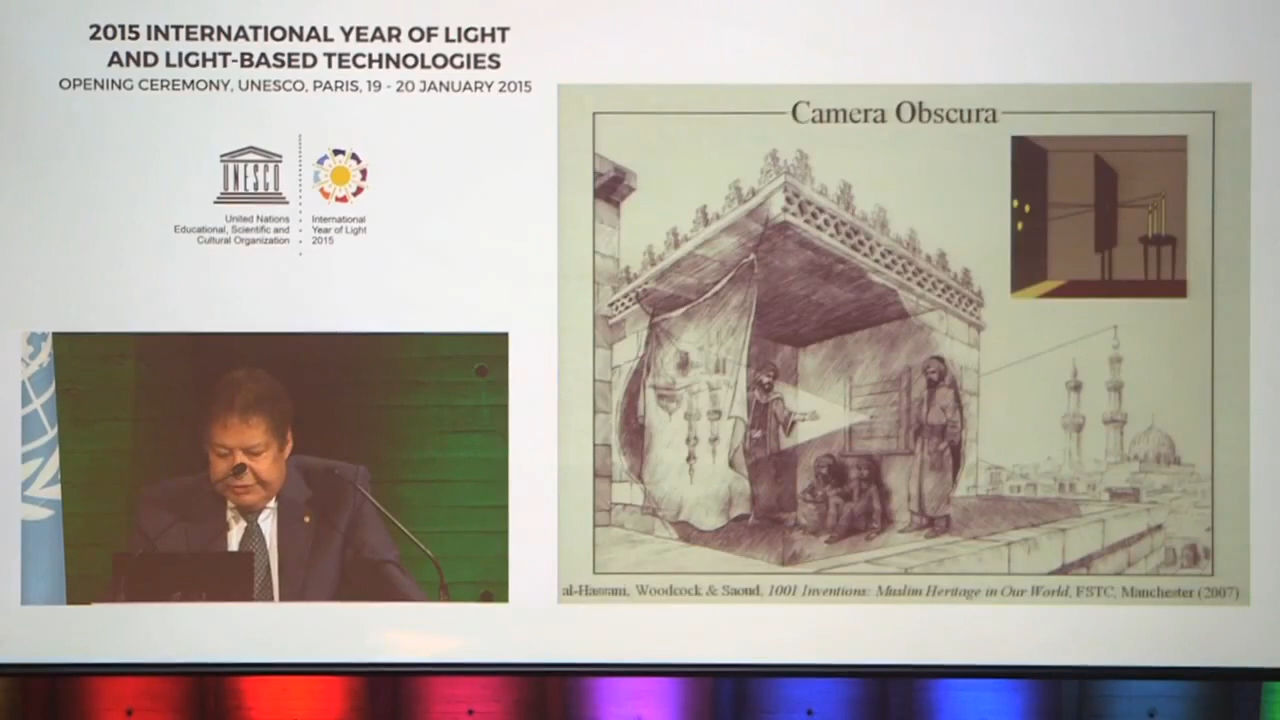 2015 INTERNATIONAL YEAR OF LIGHT
AND LIGHT-BASED TECHNOLOGIES
OPENING CEREMONY, UNESCO, PARIS, 19 - 20 JANUARY 2015
UNESCO
United Nations
Educational, Scientific and
Cultural Organization
International
Year of Light
2015
Camera Obscura
al-Hassani, Woodcock & Saoud, 1001 Inventions: Muslim Heritage in Our World, FSTC, Manchester (2007)